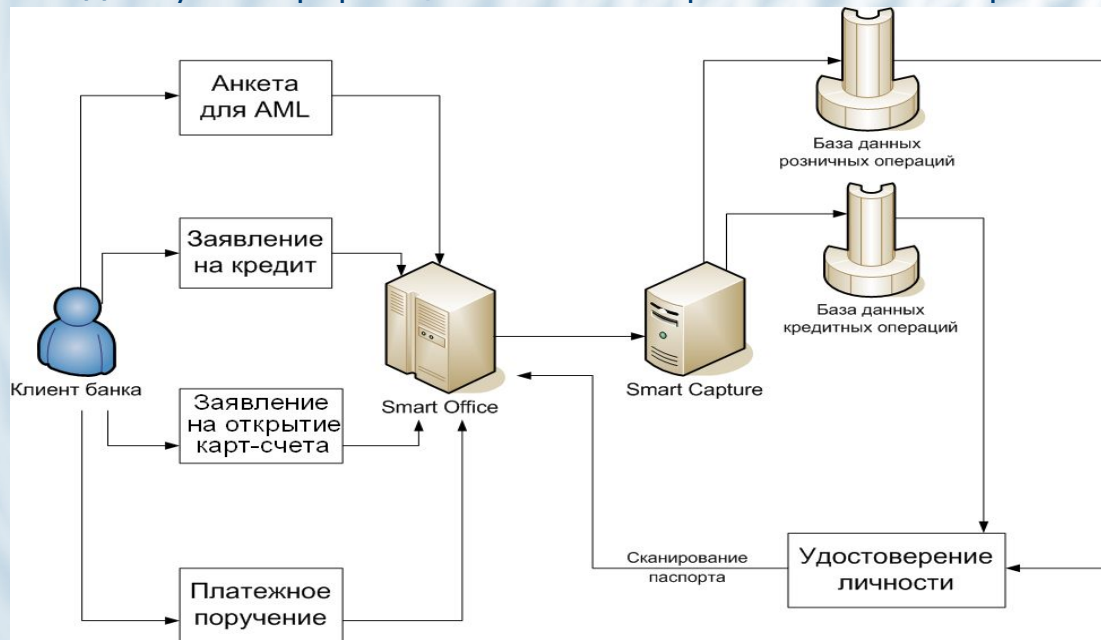 Анкета
для AML
Заявление
на кредит
Клиент банка
Заявление
на открытие
карт-счета
Платежное
поручение
Smart Office
Smart Capture
База данных
розничных операций
База данных
кредитных операций
Сканирование
паспорта
Удостоверение
личности